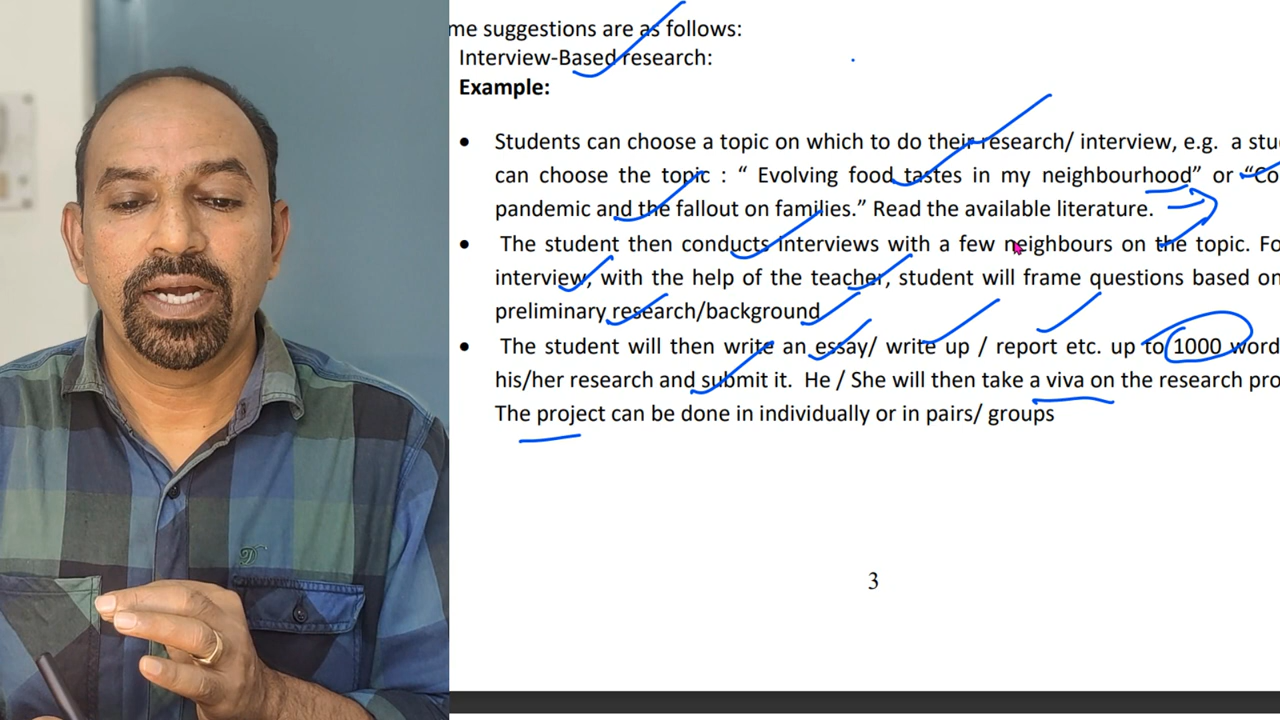 me suggestions are as follows:
Interview-Based research:
Example:
• Students can choose a topic on which to do their research/ interview, e.g. a stu
can choose the topic : “ Evolving food tastes in my neighbourhood” or “Co
pandemic and the fallout on families.” Read the available literature.
• The student then conducts interviews with a few neighbours on the topic. Fo
interview, with the help of the teacher, student will frame questions based on
preliminary research/background
• The student will then write an essay/ write up / report etc. up to 1000 word
his/her research and submit it. He / She will then take a viva on the research pro
The project can be done in individually or in pairs/ groups
3